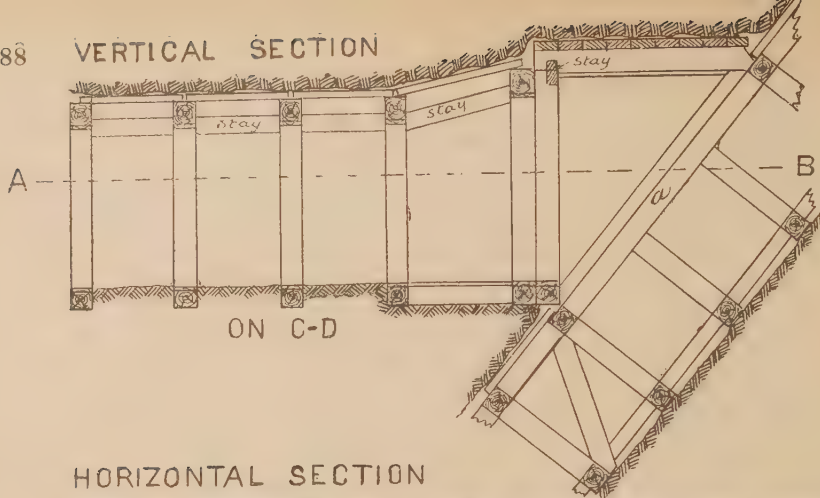 88 VERTICAL SECTION
stay
stay
stay
A B
a
ON C-D
HORIZONTAL SECTION